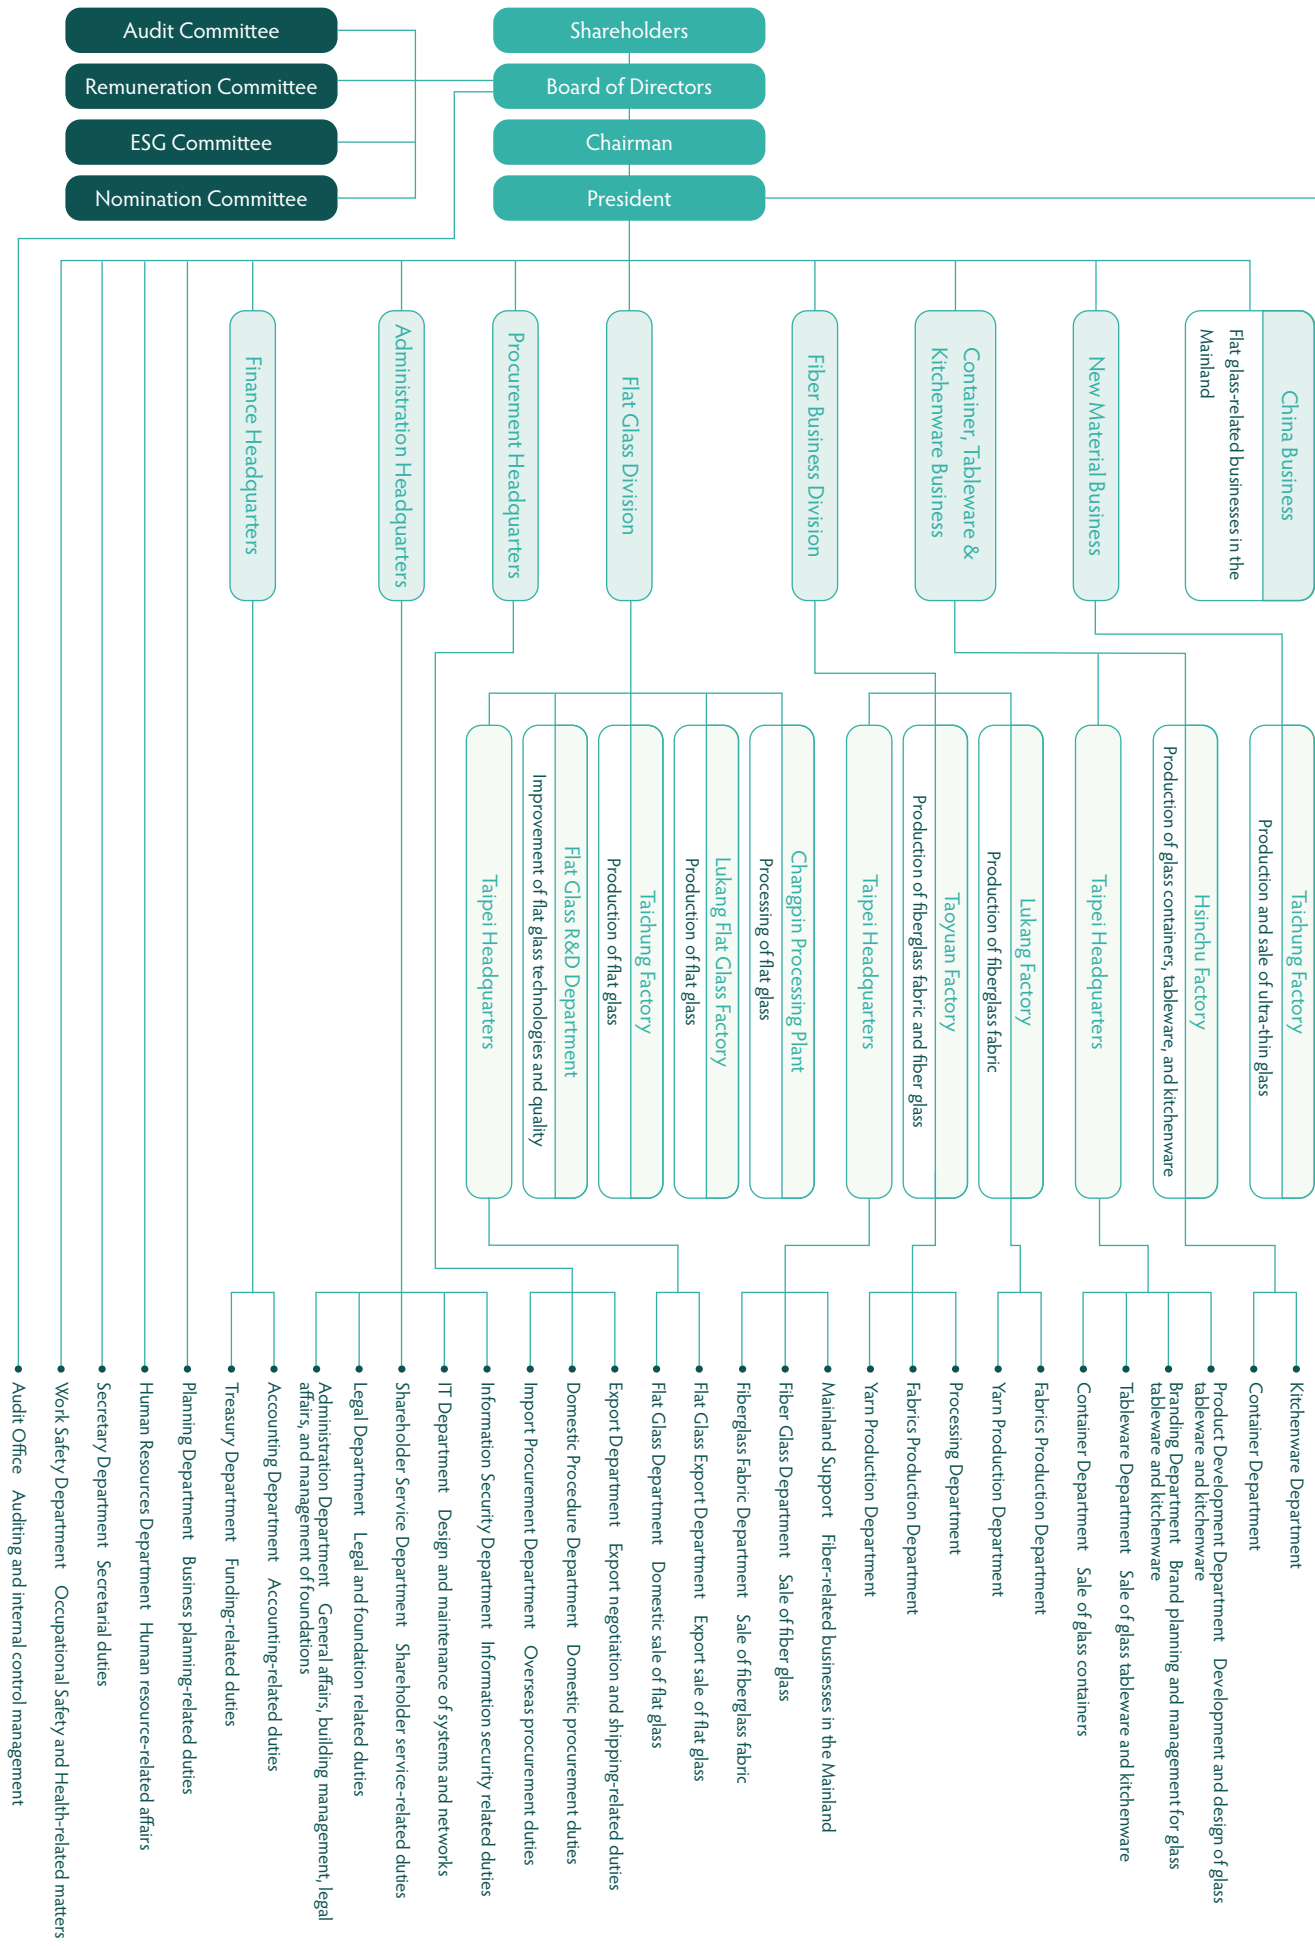 Audit Committee
Remuneration Committee
ESG Committee
Nomination Committee
Shareholders
Board of Directors
Chairman
President
Finance Headquarters
Administration Headquarters
Procurement Headquarters
Flat Glass Division
Fiber Business Division
Container, Tableware &
Kitchenware Business
New Material Business
China Business
Flat glass-related businesses in the
Mainland
Taipei Headquarters
Flat Glass R&D Department
Improvement of flat glass technologies and quality
Taichung Factory
Production of flat glass
Lukang Flat Glass Factory
Production of flat glass
Changpin Processing Plant
Processing of flat glass
Taipei Headquarters
Taoyuan Factory
Production of fiberglass fabric and fiber glass
Lukang Factory
Production of fiberglass fabric
Taipei Headquarters
Hsinchu Factory
Production of glass containers, tableware, and kitchenware
Taichung Factory
Production and sale of ultra-thin glass
Audit Office Auditing and internal control management
Work Safety Department Occupational Safety and Health-related matters
Secretary Department Secretarial duties
Human Resources Department Human resource-related affairs
Planning Department Business planning-related duties
Treasury Department Funding-related duties
Accounting Department Accounting-related duties
Administration Department General affairs, building management, legal
affairs, and management of foundations
Legal Department Legal and foundation related duties
Shareholder Service Department Shareholder service-related duties
IT Department Design and maintenance of systems and networks
Information Security Department Information security related duties
Import Procurement Department Overseas procurement duties
Domestic Procedure Department Domestic procurement duties
Export Department Export negotiation and shipping-related duties
Flat Glass Department Domestic sale of flat glass
Flat Glass Export Department Export sale of flat glass
Fiberglass Fabric Department Sale of fiberglass fabric
Fiber Glass Department Sale of fiber glass
Mainland Support Fiber-related businesses in the Mainland
Yarn Production Department
Fabrics Production Department
Processing Department
Yarn Production Department
Fabrics Production Department
Container Department Sale of glass containers
Tableware Department Sale of glass tableware and kitchenware
Branding Department Brand planning and management for glass
tableware and kitchenware
Product Development Department Development and design of glass
tableware and kitchenware
Container Department
Kitchenware Department